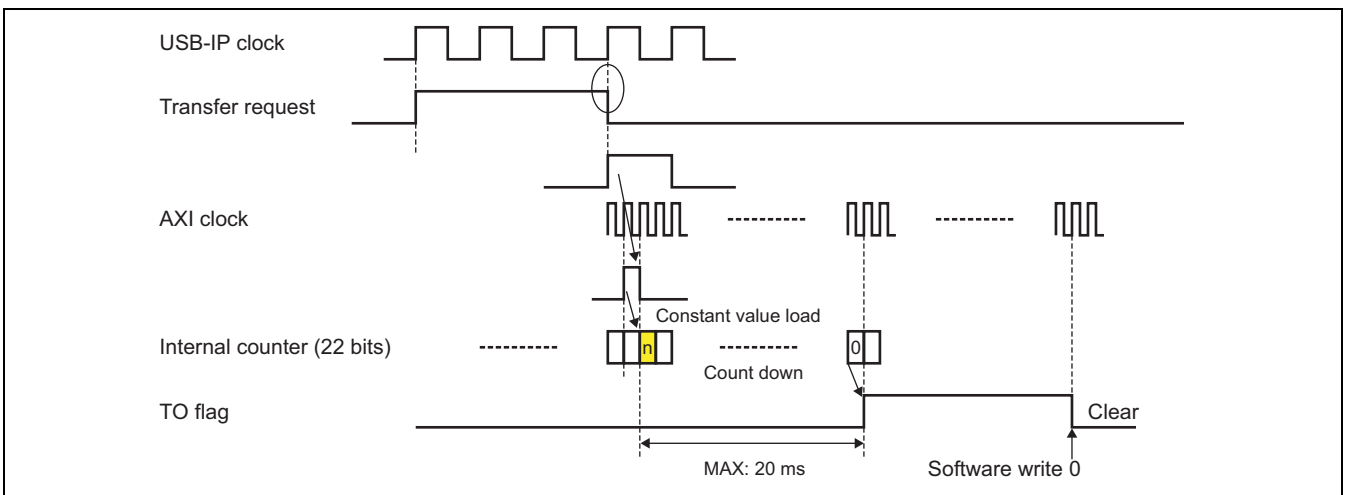 USB-IP clock
Transfer request
AXI clock
Constant value load
Internal counter (22 bits)
n
0
Count down
TO flag
Clear
MAX: 20 ms
Software write 0